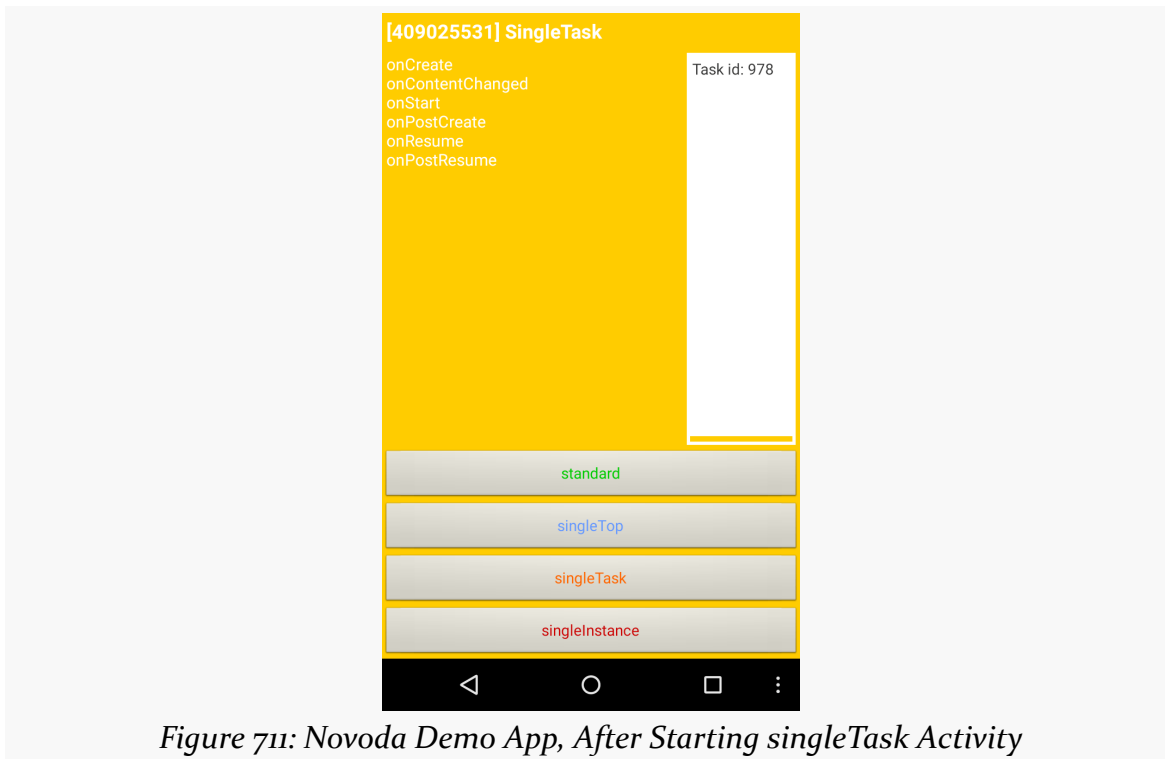 [409025531] SingleTask
onCreate
onContentChanged
onStart
onPostCreate
onResume
onPostResume
Task id: 978
standard
singleTop
singleTask
singleInstance
Figure 711: Novoda Demo App, After Starting singleTask Activity